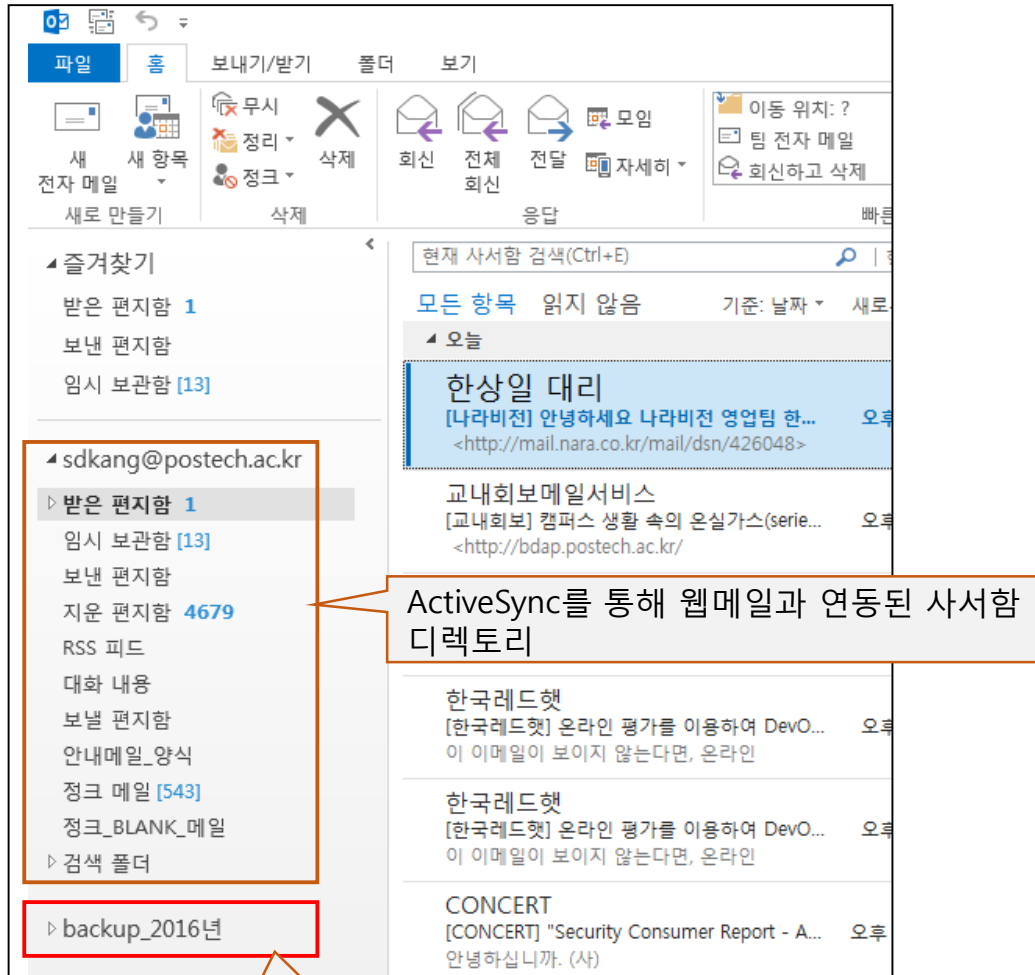 파일 홈 보내기/받기 폴더 보기
무시
정리
정크
새
전자 메일
새 항목
삭제
회신
전체
회신
전달
모임
자세히
이동 위치: ?
팀 전자 메일
회신하고 삭제
새로 만들기 삭제 응답 빠른
즐겨찾기
받은 편지함 1
보낸 편지함
임시 보관함 [13]
sdkang@postech.ac.kr
받은 편지함 1
임시 보관함 [13]
보낸 편지함
지운 편지함 4679
RSS 피드
대화 내용
보낼 편지함
안내메일_양식
정크 메일 [543]
정크_BLANK_메일
검색 폴더
backup_2016년
현재 사서함 검색(Ctrl+E)
모든 항목 읽지 않음 기준: 날짜 새로
오늘
한상일 대리
[나라비전] 안녕하세요 나라비전 영업팀 한... 오후
<http://mail.nara.co.kr/mail/dsn/426048>
교내회보메일서비스
[교내회보] 캠퍼스 생활 속의 온실가스(serie... 오후
<http://bdap.postech.ac.kr/
ActiveSync를 통해 웹메일과 연동된 사서함
디렉토리
한국레드햇
[한국레드햇] 온라인 평가를 이용하여 DevO... 오후
이 이메일이 보이지 않는다면, 온라인
한국레드햇
[한국레드햇] 온라인 평가를 이용하여 DevO... 오후
이 이메일이 보이지 않는다면, 온라인
CONCERT
[CONCERT] "Security Consumer Report - A... 오후
안녕하십니까. (사)